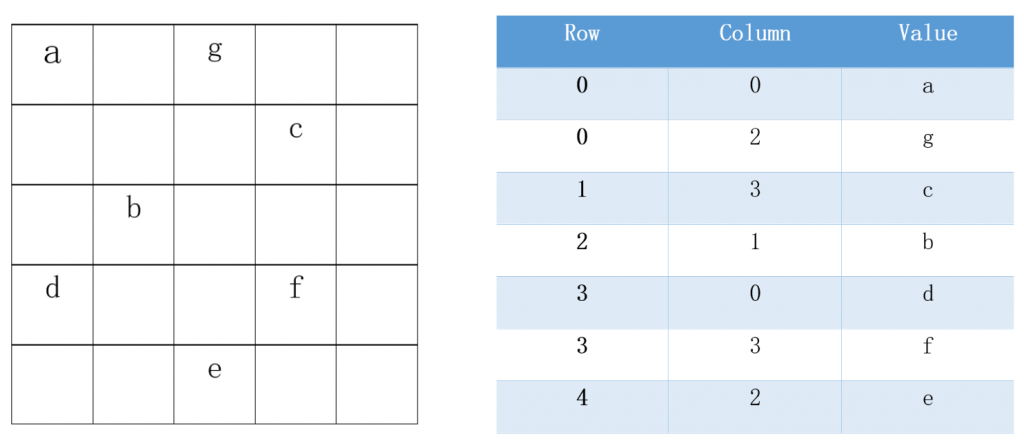 a g
c
b
d f
e
Row Column Value
0 0 a
0 2 g
1 3 c
2 1 b
3 0 d
3 3 f
4 2 e